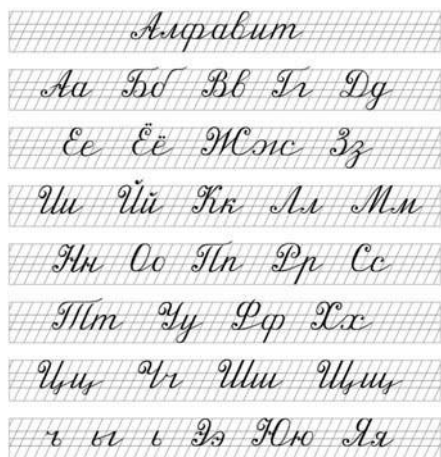 Алфавит
Аа Бб Вв Гг Дд
Ее Ёё Жж Зз
Ии Йй Кк Лл Мм
Нн Оо Пп Рр Сс
Тт Уу Фф Хх
Цц Чч Шш Щщ
ъ ы ь Ээ Юю Яя